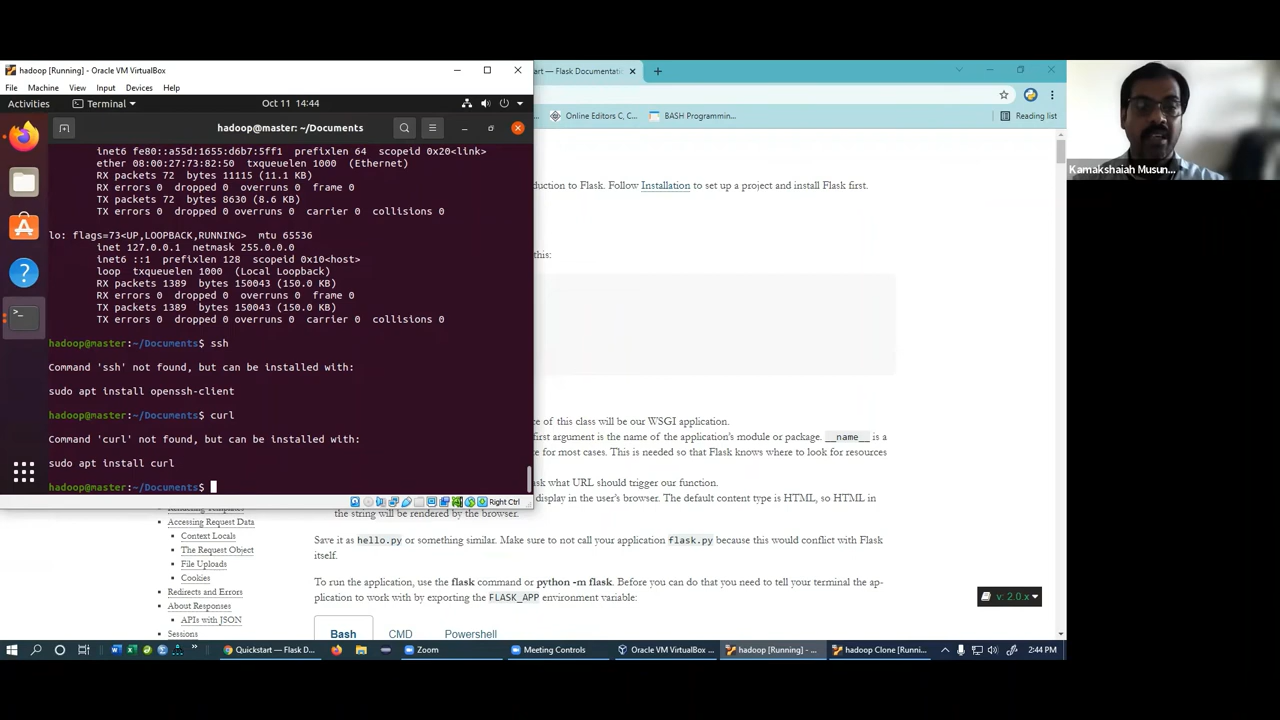 hadoop [Running] - Oracle VM VirtualBox
File Machine View Input Devices Help
Activities Terminal Oct 11 14:44
hadoop@master: ~/Documents
inet6 fe80::a55d:1655:d6b7:5ff1 prefixlen 64 scopeid 0x20<link>
ether 08:00:27:73:82:50 txqueuelen 1000 (Ethernet)
RX packets 72 bytes 11115 (11.1 KB)
RX errors 0 dropped 0 overruns 0 frame 0
TX packets 72 bytes 8630 (8.6 KB)
TX errors 0 dropped 0 overruns 0 carrier 0 collisions 0
lo: flags=73<UP,LOOPBACK,RUNNING> mtu 65536
inet 127.0.0.1 netmask 255.0.0.0
inet6 ::1 prefixlen 128 scopeid 0x10<host>
loop txqueuelen 1000 (Local Loopback)
RX packets 1389 bytes 150043 (150.0 KB)
RX errors 0 dropped 0 overruns 0 frame 0
TX packets 1389 bytes 150043 (150.0 KB)
TX errors 0 dropped 0 overruns 0 carrier 0 collisions 0
hadoop@master:~/Documents$ ssh
Command 'ssh' not found, but can be installed with:
sudo apt install openssh-client
hadoop@master:~/Documents$ curl
Command 'curl' not found, but can be installed with:
sudo apt install curl
hadoop@master:~/Documents$
Right Ctrl
art — Flask Documentatio
Online Editors C, C... BASH Programmin... Reading list
duction to Flask. Follow Installation to set up a project and install Flask first.
this:
ce of this class will be our WSGI application.
first argument is the name of the application's module or package. __name__ is a
te for most cases. This is needed so that Flask knows where to look for resources
ask what URL should trigger our function.
display in the user's browser. The default content type is HTML, so HTML in
the string will be rendered by the browser.
Save it as hello.py or something similar. Make sure to not call your application flask.py because this would conflict with Flask
itself.
To run the application, use the flask command or python -m flask. Before you can do that you need to tell your terminal the ap-
plication to work with by exporting the FLASK_APP environment variable:
Bash CMD Powershell
Rendering Templates
Accessing Request Data
Context Locals
The Request Object
File Uploads
Cookies
Redirects and Errors
About Responses
APIs with JSON
Sessions
v: 2.0.x
Kamakshaiah Musun...
Quickstart — Flask D... Zoom Meeting Controls Oracle VM VirtualBox ... hadoop [Running] - ... hadoop Clone [Runni... 2:44 PM